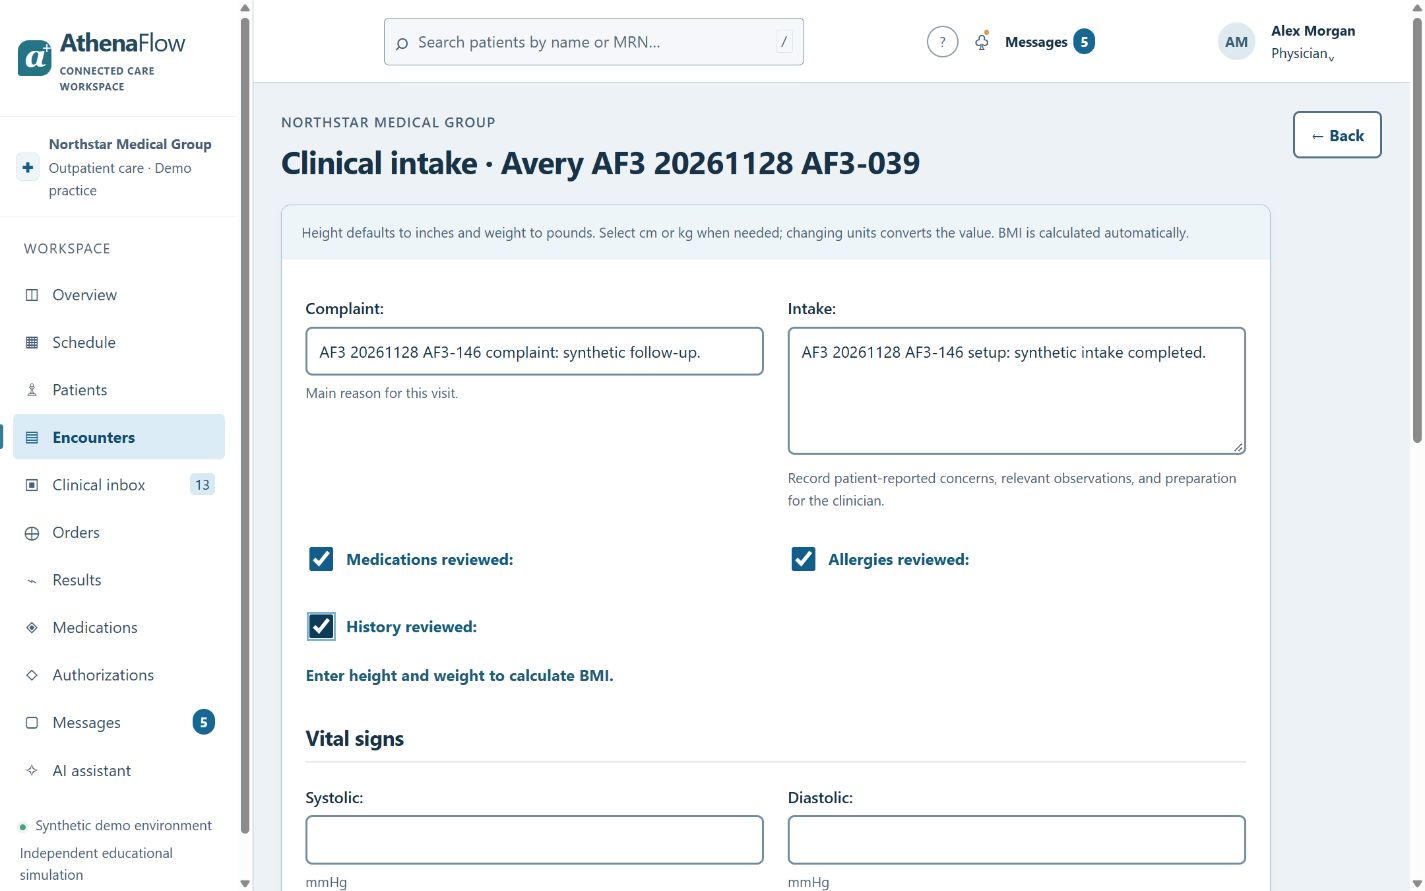 AthenaFlow
CONNECTED CARE
WORKSPACE
Northstar Medical Group
Outpatient care · Demo
practice
WORKSPACE
Overview
Schedule
Patients
Encounters
Clinical inbox 13
Orders
Results
Medications
Authorizations
Messages 5
AI assistant
Synthetic demo environment
Independent educational
simulation
Search patients by name or MRN... /
? Messages 5
AM Alex Morgan
Physician
NORTHSTAR MEDICAL GROUP
Clinical intake · Avery AF3 20261128 AF3-039
← Back
Height defaults to inches and weight to pounds. Select cm or kg when needed; changing units converts the value. BMI is calculated automatically.
Complaint:
AF3 20261128 AF3-146 complaint: synthetic follow-up.
Main reason for this visit.
Intake:
AF3 20261128 AF3-146 setup: synthetic intake completed.
Record patient-reported concerns, relevant observations, and preparation
for the clinician.
Medications reviewed:
Allergies reviewed:
History reviewed:
Enter height and weight to calculate BMI.
Vital signs
Systolic:
mmHg
Diastolic:
mmHg